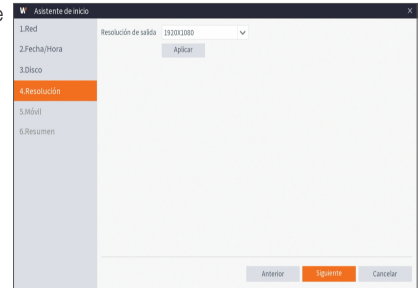 e
W Asistente de inicio X
1.Red
Resolución de salida 1920X1080
2.Fecha/Hora
Aplicar
3.Disco
4.Resolución
5.Móvil
6.Resumen
Anterior Siguiente Cancelar